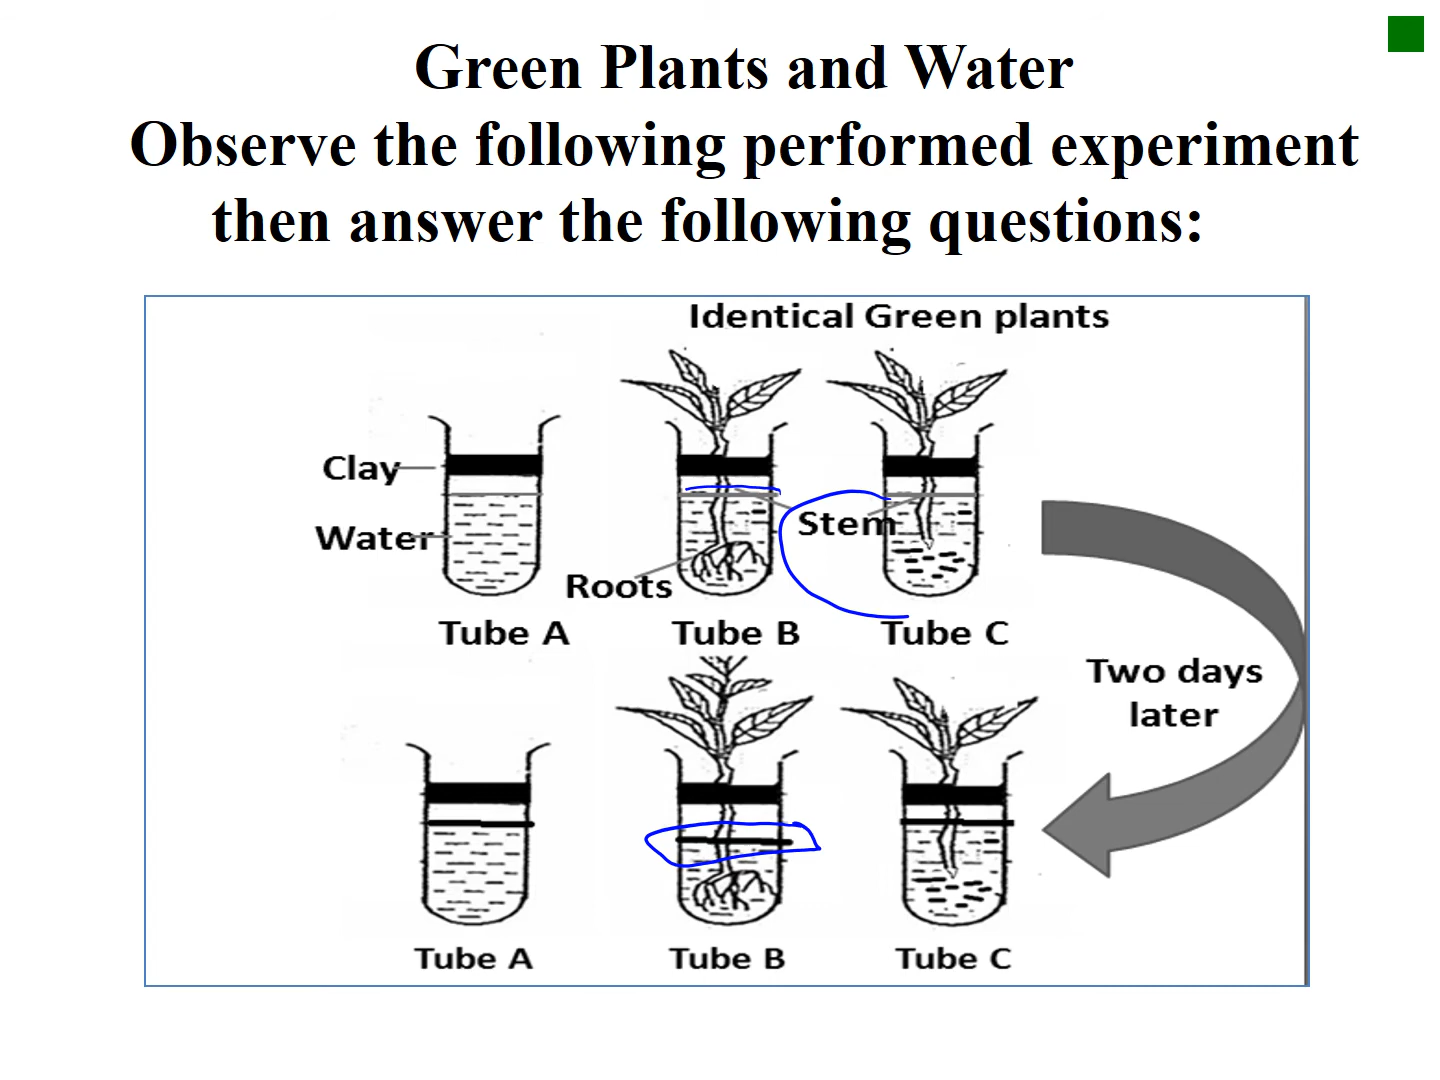 Green Plants and Water
Observe the following performed experiment
then answer the following questions:
Identical Green plants
Clay
Water
Stem
Roots
Tube A
Tube B
Tube C
Two days
later
Tube A
Tube B
Tube C